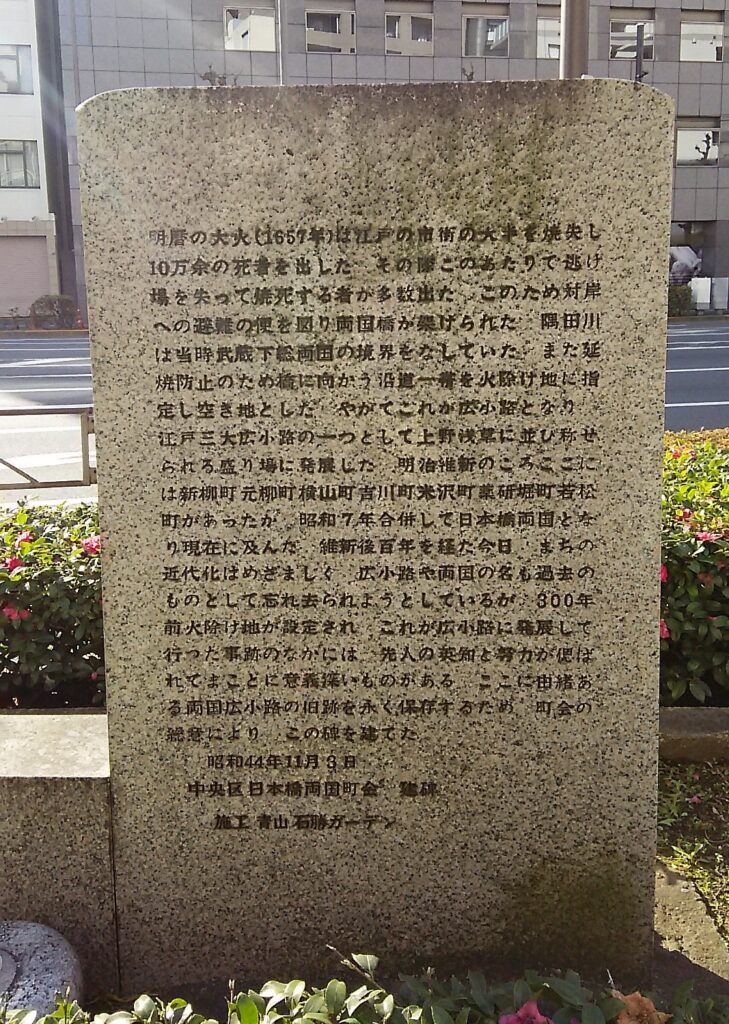 明暦の大火(1657年)は江戸の市街の大半を焼失し
10万余の死者を出した その際このあたりで逃げ
場を失って焼死する者が多数出た このため対岸
への避難の便を図り両国橋が架けられた 隅田川
は当時武蔵下総両国の境界をなしていた また延
焼防止のため橋に向かう沿道一帯を火除け地に指
定し空き地とした やがてこれが広小路となり
江戸三大広小路の一つとして上野浅草に並び称せ
られる盛り場に発展した 明治維新のころここに
は新柳町元柳町横山町吉川町米沢町薬研堀町若松
町があったが 昭和7年合併して日本橋両国とな
り現在に及んだ 維新後百年を経た今日 まちの
近代化はめざましく 広小路や両国の名も過去の
ものとして忘れ去られようとしているが 300年
前火除け地が設定され これが広小路に発展して
行った事跡のなかには 先人の英知と努力が偲ば
れてまことに意義深いものがある ここに由緒あ
る両国広小路の旧跡を永く保存するため 町会の
総意により この碑を建てた
昭和44年11月3日
中央区日本橋両国町会 建碑
施工 青山 石勝ガーデン